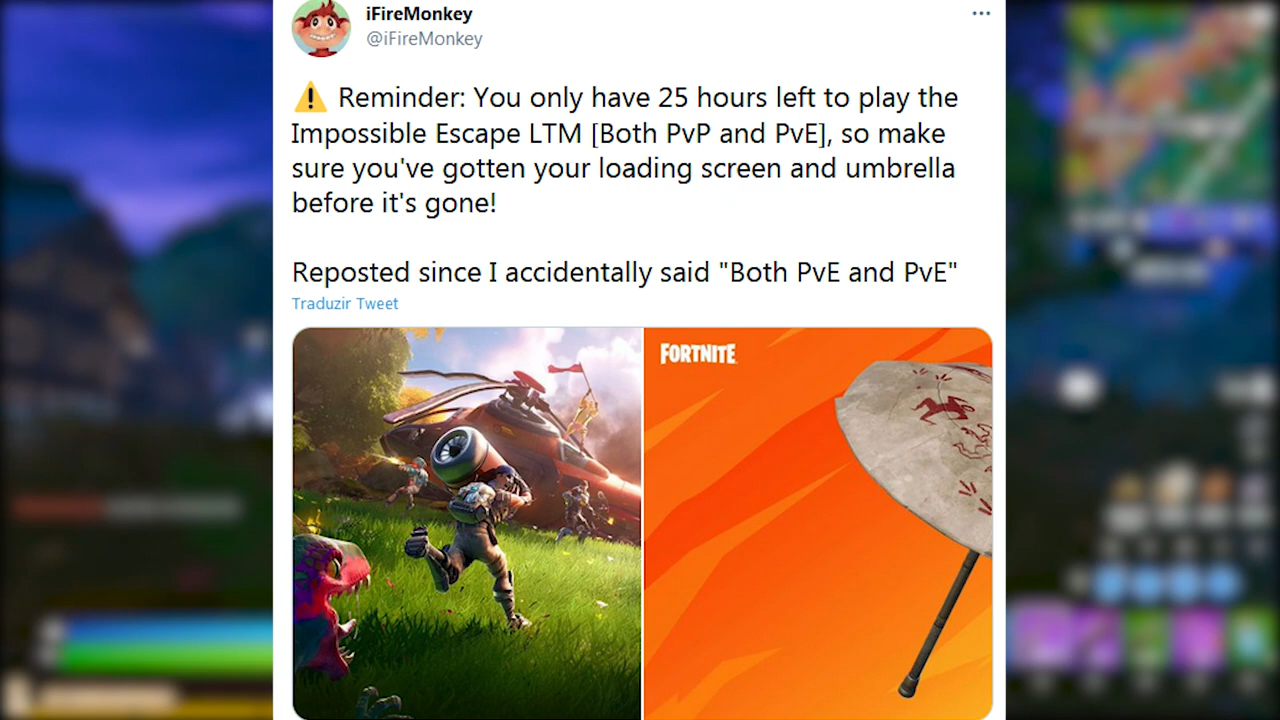 iFireMonkey
@iFireMonkey
⚠️ Reminder: You only have 25 hours left to play the
Impossible Escape LTM [Both PvP and PvE], so make
sure you've gotten your loading screen and umbrella
before it's gone!
Reposted since I accidentally said "Both PvE and PvE"
Traduzir Tweet
FORTNITE